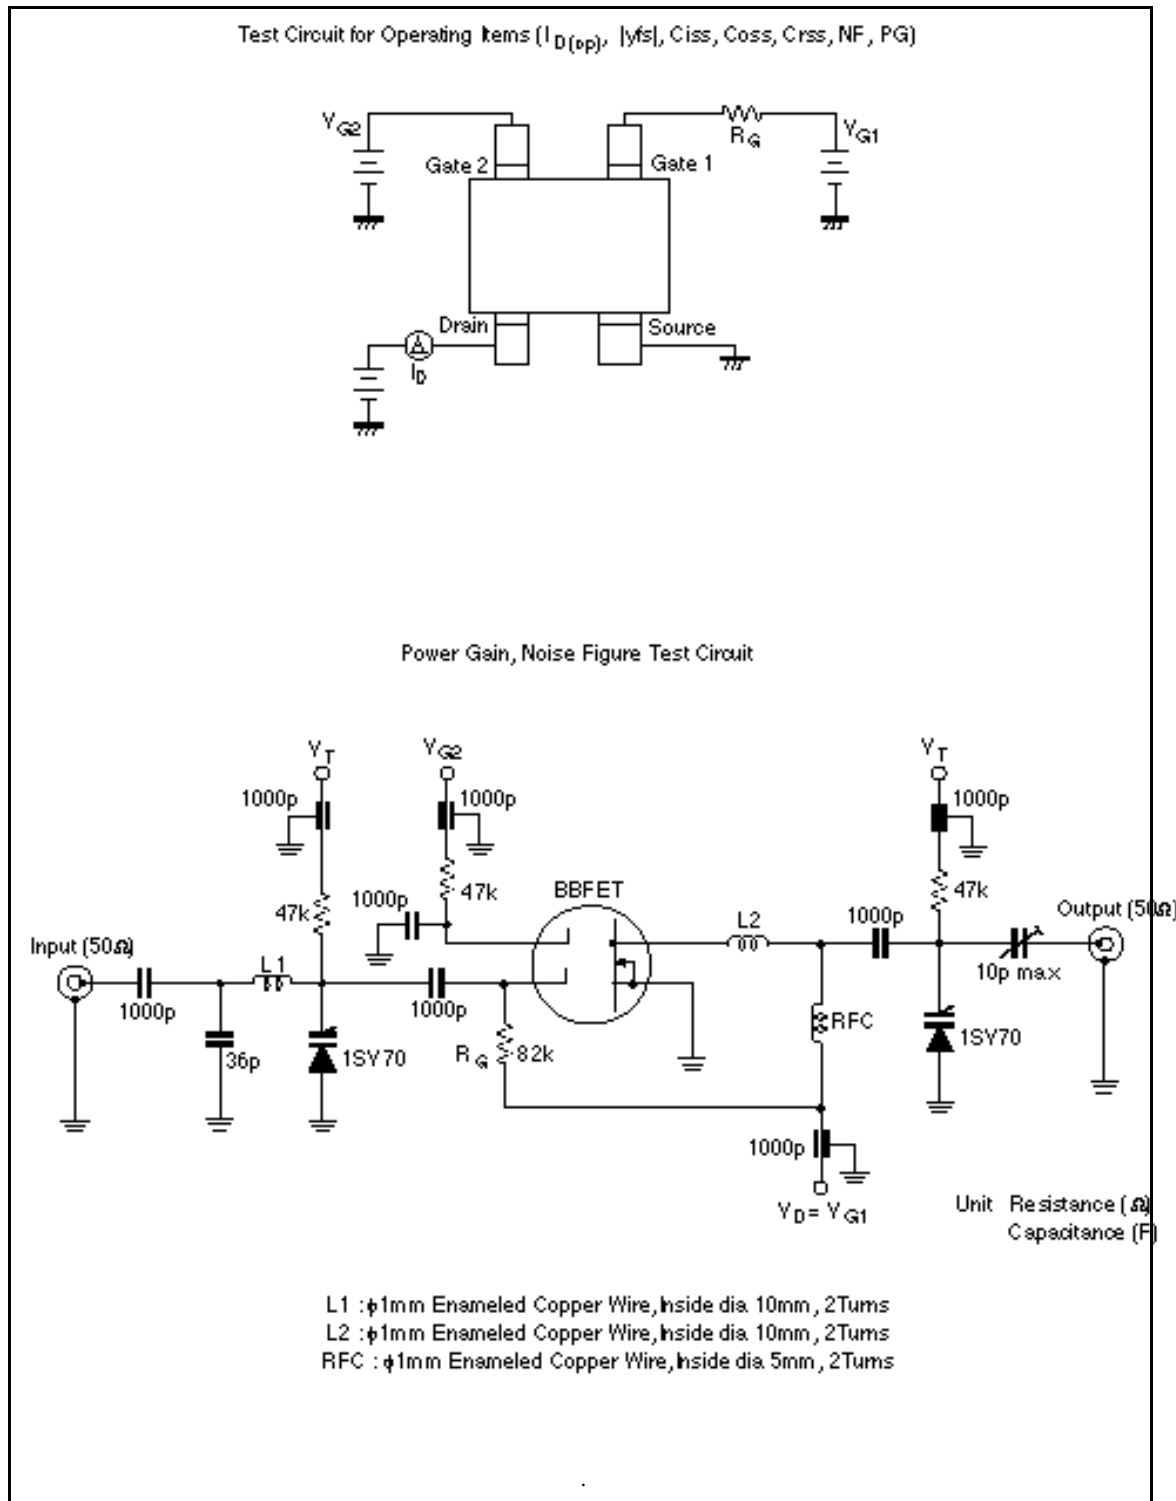 Test Circuit for Operating Items (I D(op), |yfs|, Ciss, Coss, Crss, NF, PG)
VG2
RG
VG1
Gate 2
Gate 1
Drain
Source
A
ID
Power Gain, Noise Figure Test Circuit
VT
VG2
VT
1000p
1000p
1000p
47k
47k
47k
BBFET
1000p
L2
1000p
Output (50Ω)
Input (50Ω)
L1
10p max
1000p
1000p
36p
1SV70
RG
82k
RFC
1SV70
1000p
VD = VG1
Unit Resistance (Ω)
Capacitance (F)
L1 : ϕ1mm Enameled Copper Wire, Inside dia 10mm, 2Turns
L2 : ϕ1mm Enameled Copper Wire, Inside dia 10mm, 2Turns
RFC : ϕ1mm Enameled Copper Wire, Inside dia 5mm, 2Turns